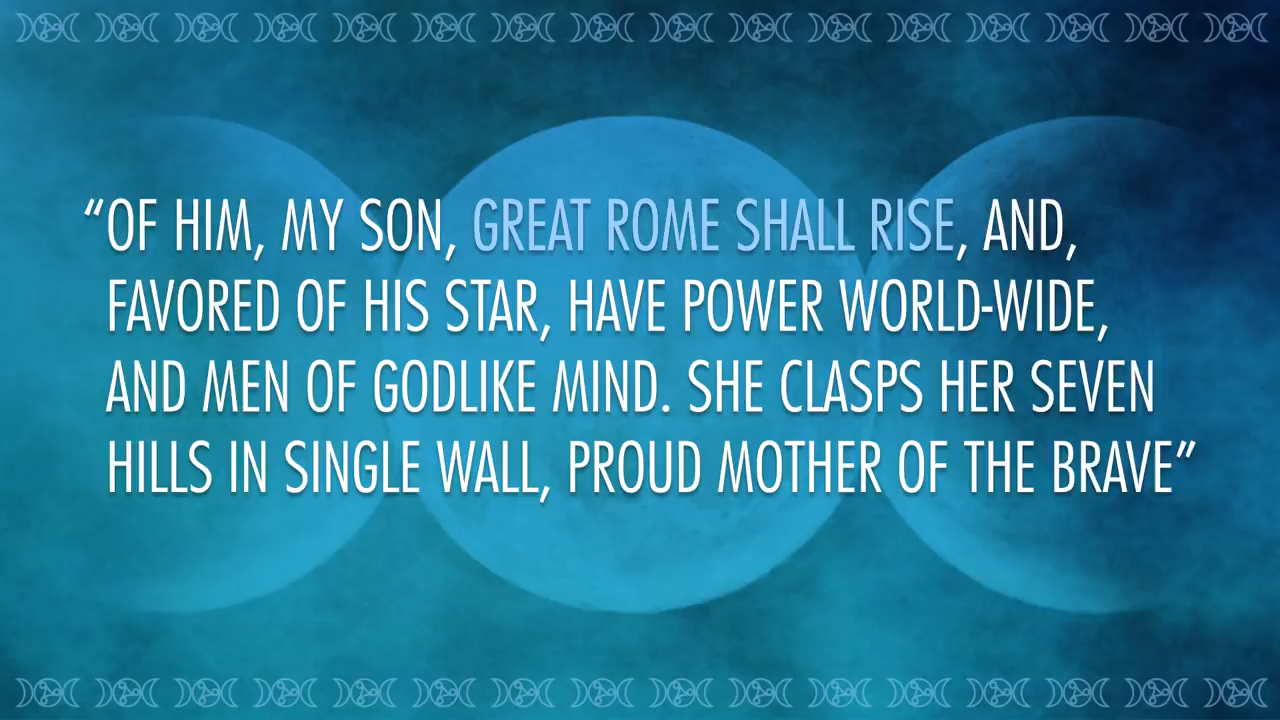 “OF HIM, MY SON, GREAT ROME SHALL RISE, AND,
FAVORED OF HIS STAR, HAVE POWER WORLD-WIDE,
AND MEN OF GODLIKE MIND. SHE CLASPS HER SEVEN
HILLS IN SINGLE WALL, PROUD MOTHER OF THE BRAVE”